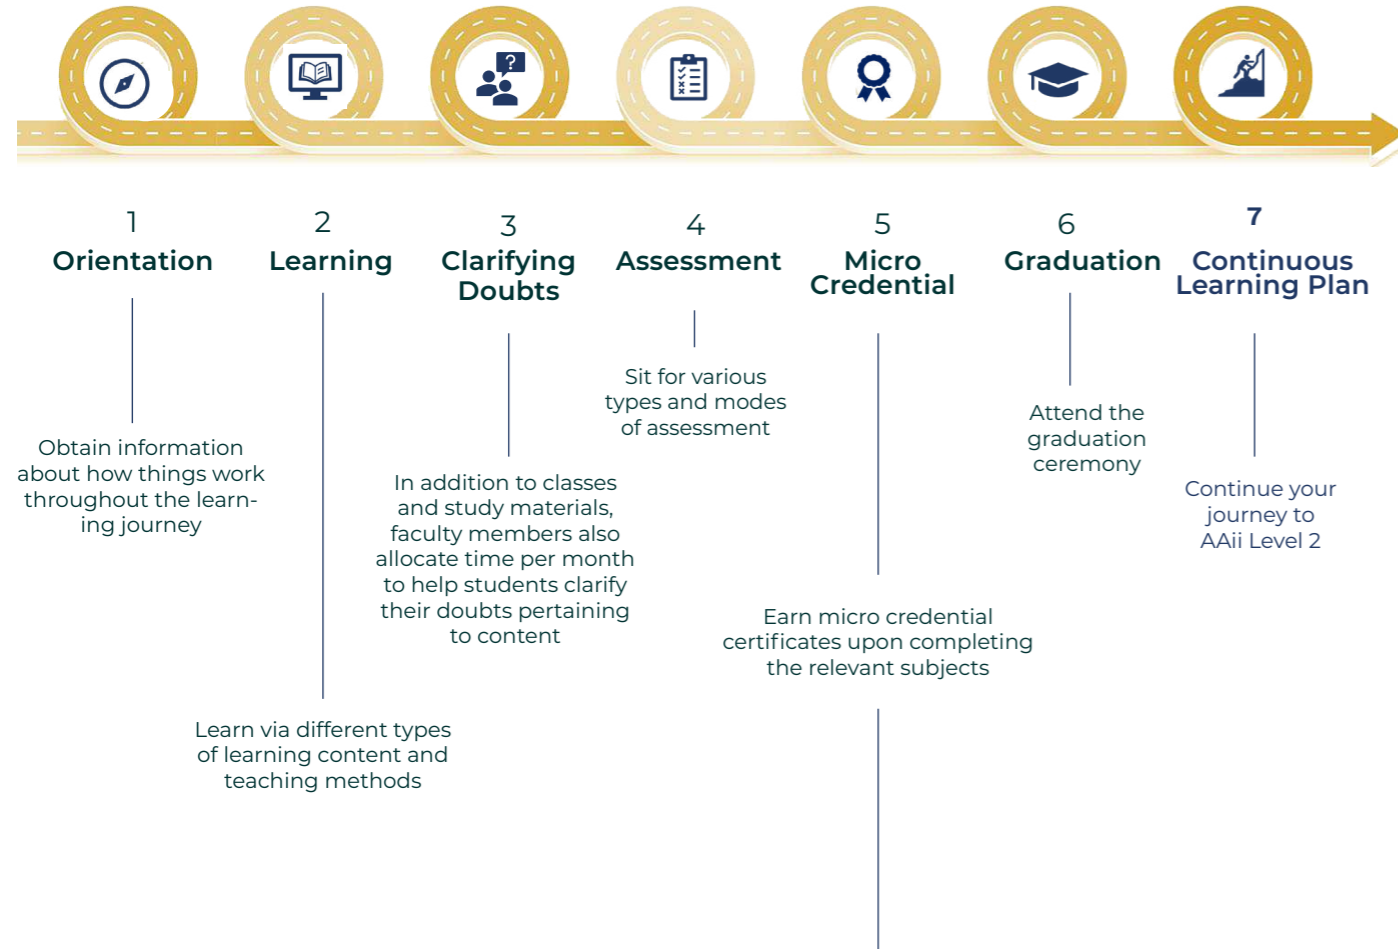 ?
1
Orientation
Obtain information
about how things work
throughout the learn-
ing journey
2
Learning
Learn via different types
of learning content and
teaching methods
3
Clarifying
Doubts
In addition to classes
and study materials,
faculty members also
allocate time per month
to help students clarify
their doubts pertaining
to content
4
Assessment
Sit for various
types and modes
of assessment
5
Micro
Credential
Earn micro credential
certificates upon completing
the relevant subjects
6
Graduation
Attend the
graduation
ceremony
7
Continuous
Learning Plan
Continue your
journey to
AAii Level 2